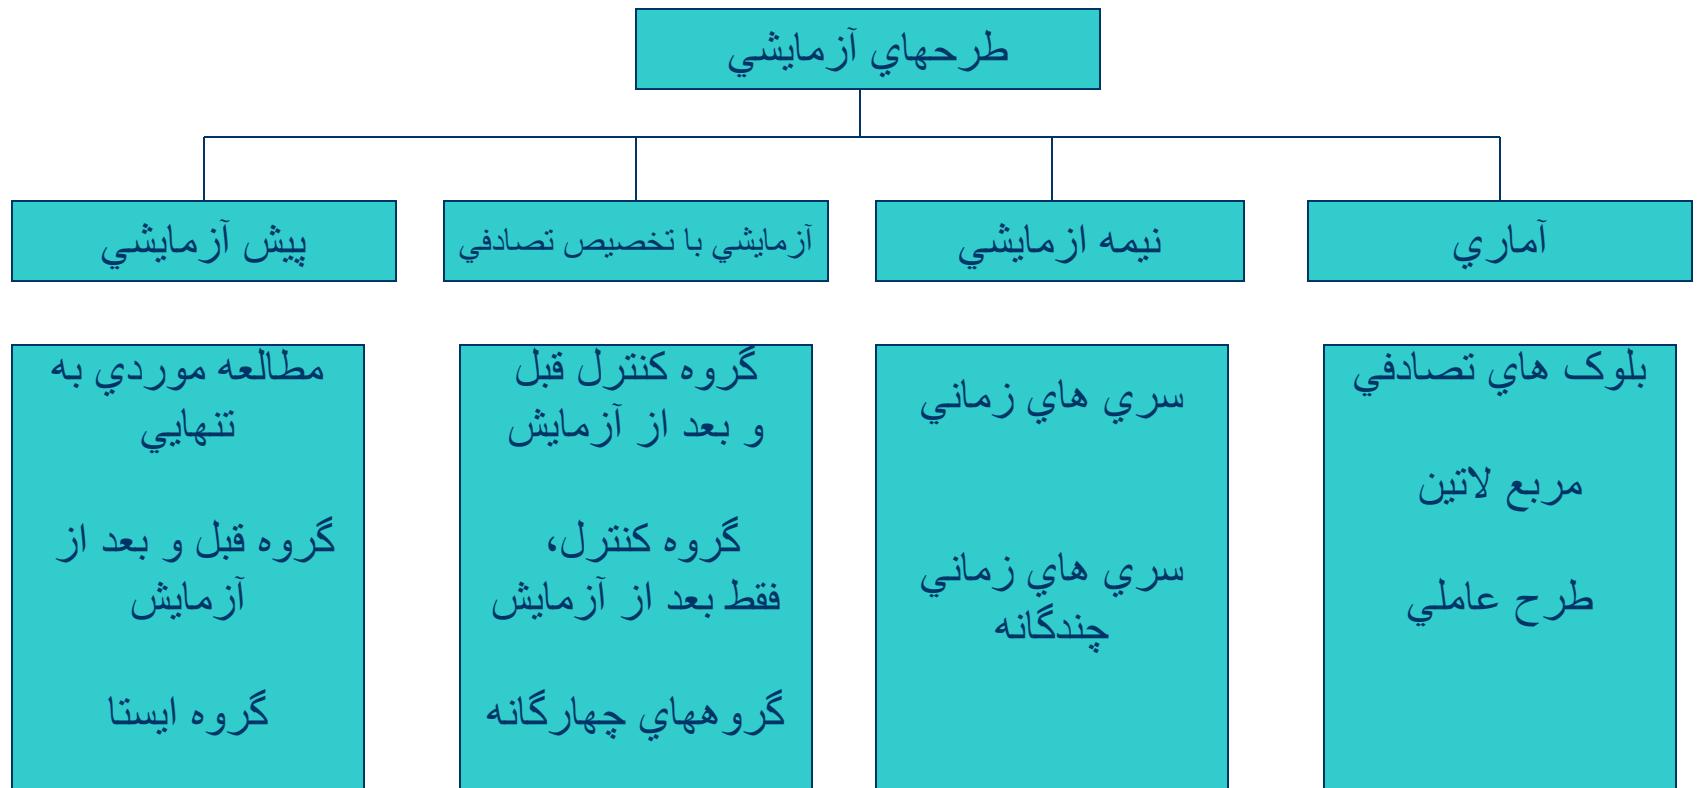 طرحهاي آزمايشي
آماري
نيمه ازمايشي
آزمايشي با تخصيص تصادفي
پيش آزمايشي
بلوک هاي تصادفي
مربع لاتين
طرح عاملي
سري هاي زماني
سري هاي زماني
چندگانه
گروه کنترل قبل
و بعد از آزمايش
گروه کنترل،
فقط بعد از آزمايش
گروههاي چهارگانه
مطالعه موردي به
تنهايي
گروه قبل و بعد از
آزمايش
گروه ايستا